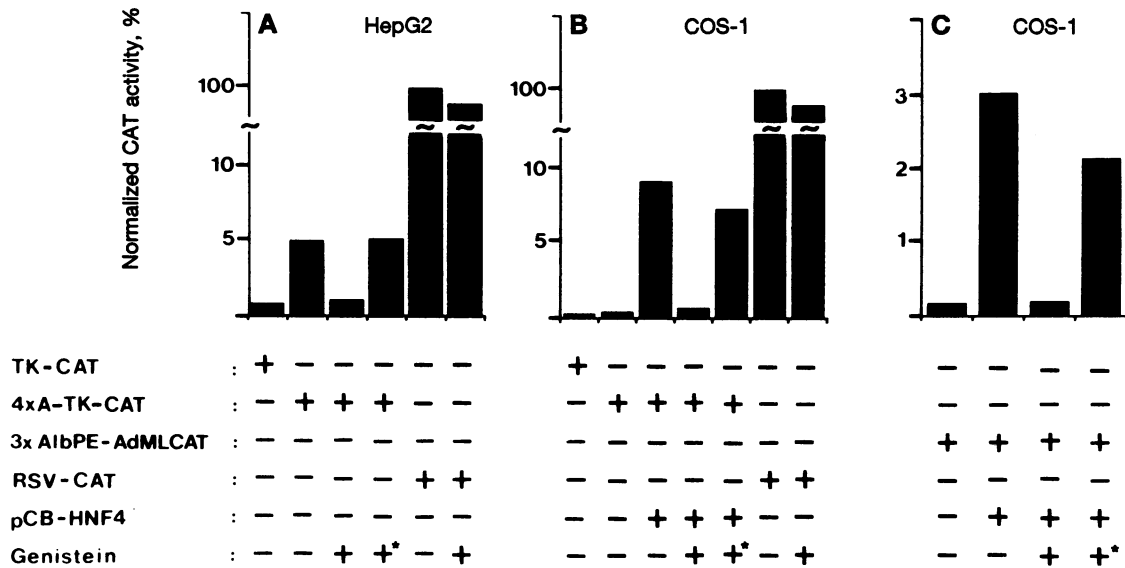 A HepG2
B COS-1
C COS-1
Normalized CAT activity, %
100
10
5
~
~ ~
100
10
5
~
~ ~
3
2
1
TK-CAT : + − − − − − + − − − − − − − − − −
4xA-TK-CAT : − + + + − − − + + + + − − − − − −
3x AlbPE-AdMLCAT : − − − − − − − − − − − − − + + + +
RSV-CAT : − − − − + + − − − − − + + − − − −
pCB-HNF4 : − − − − − − − − + + + − − − + + +
Genistein : − − + +* − + − − − + +* − + − − + +*